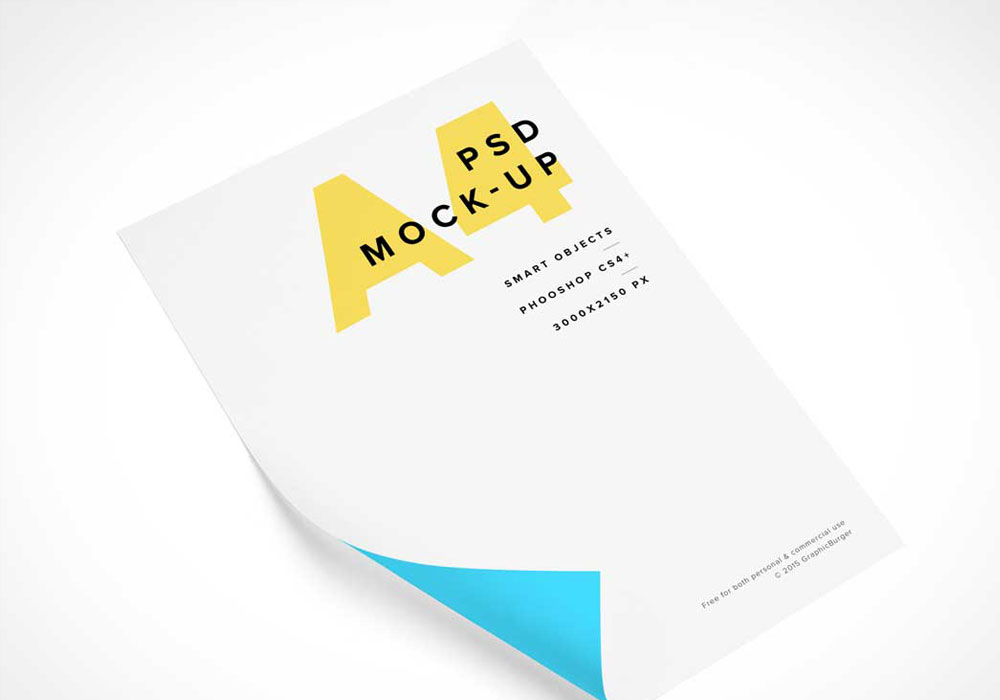 A4
PSD
MOCK-UP
SMART OBJECTS
PHOOSHOP CS4+
3000X2150 PX
Free for both personal & commercial use
© 2015 GraphicBurger